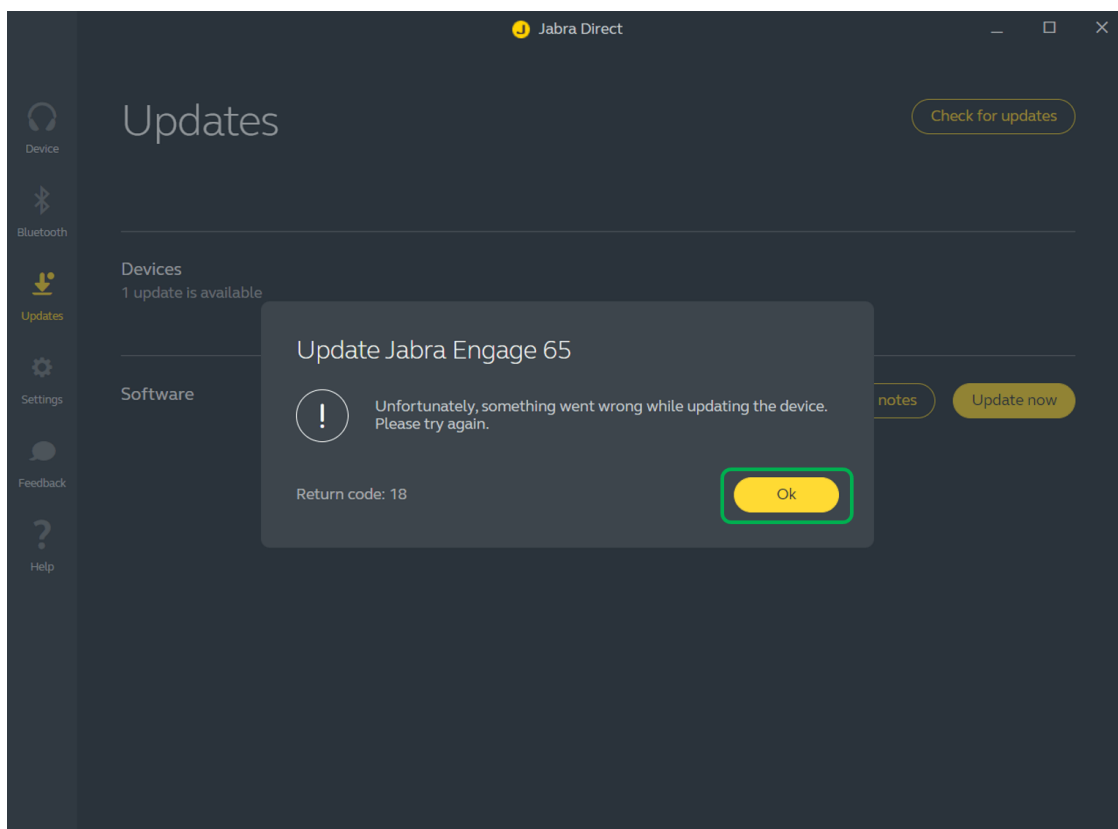 Jabra Direct
Updates
Check for updates
Device
Bluetooth
Updates
Settings
Feedback
Help
Devices
1 update is available
Software
notes
Update now
Update Jabra Engage 65
Unfortunately, something went wrong while updating the device.
Please try again.
Return code: 18
Ok